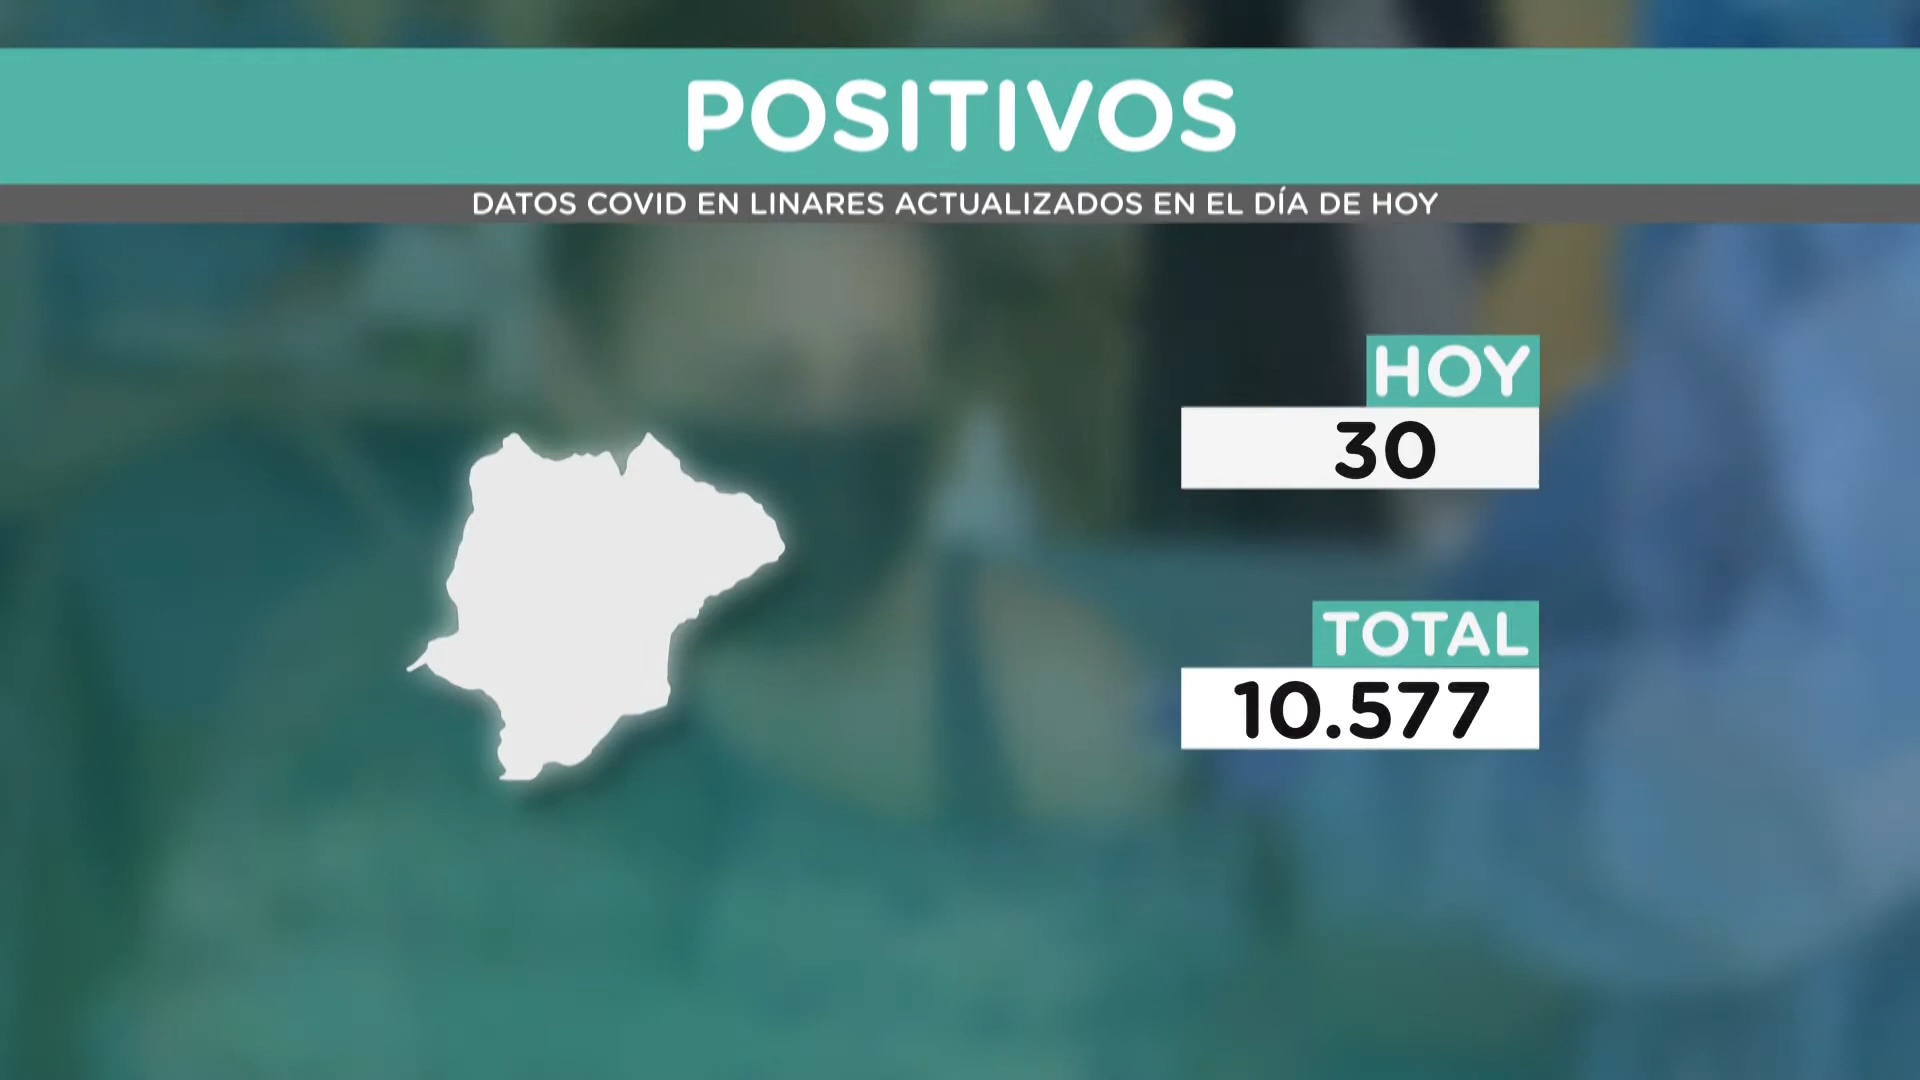 POSITIVOS
DATOS COVID EN LINARES ACTUALIZADOS EN EL DÍA DE HOY
HOY
30
TOTAL
10.577